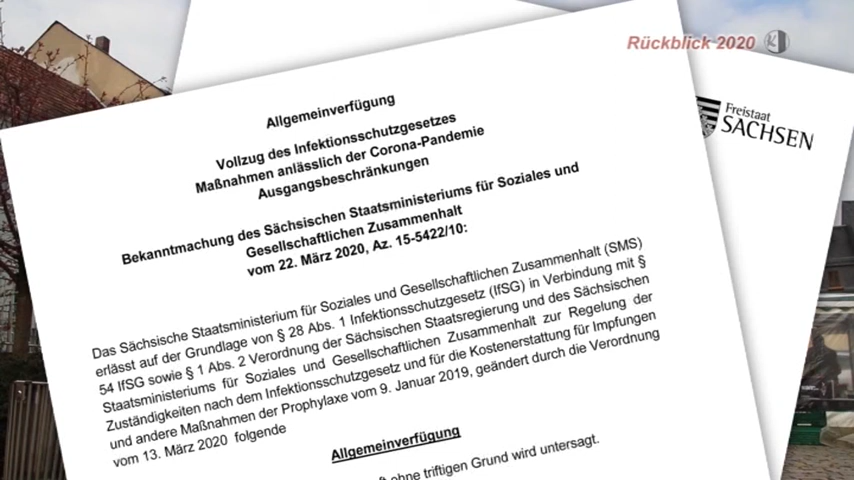 Rückblick 2020
Freistaat
SACHSEN
Allgemeinverfügung
Vollzug des Infektionsschutzgesetzes
Maßnahmen anlässlich der Corona-Pandemie
Ausgangsbeschränkungen
Bekanntmachung des Sächsischen Staatsministeriums für Soziales und
Gesellschaftlichen Zusammenhalt
vom 22. März 2020, Az. 15-5422/10:
Das Sächsische Staatsministerium für Soziales und Gesellschaftlichen Zusammenhalt (SMS)
erlässt auf der Grundlage von § 28 Abs. 1 Infektionsschutzgesetz (IfSG) in Verbindung mit §
54 IfSG sowie § 1 Abs. 2 Verordnung der Sächsischen Staatsregierung und des Sächsischen
Staatsministeriums für Soziales und Gesellschaftlichen Zusammenhalt zur Regelung der
Zuständigkeiten nach dem Infektionsschutzgesetz und für die Kostenerstattung für Impfungen
und andere Maßnahmen der Prophylaxe vom 9. Januar 2019, geändert durch die Verordnung
vom 13. März 2020 folgende
Allgemeinverfügung
ohne triftigen Grund wird untersagt.